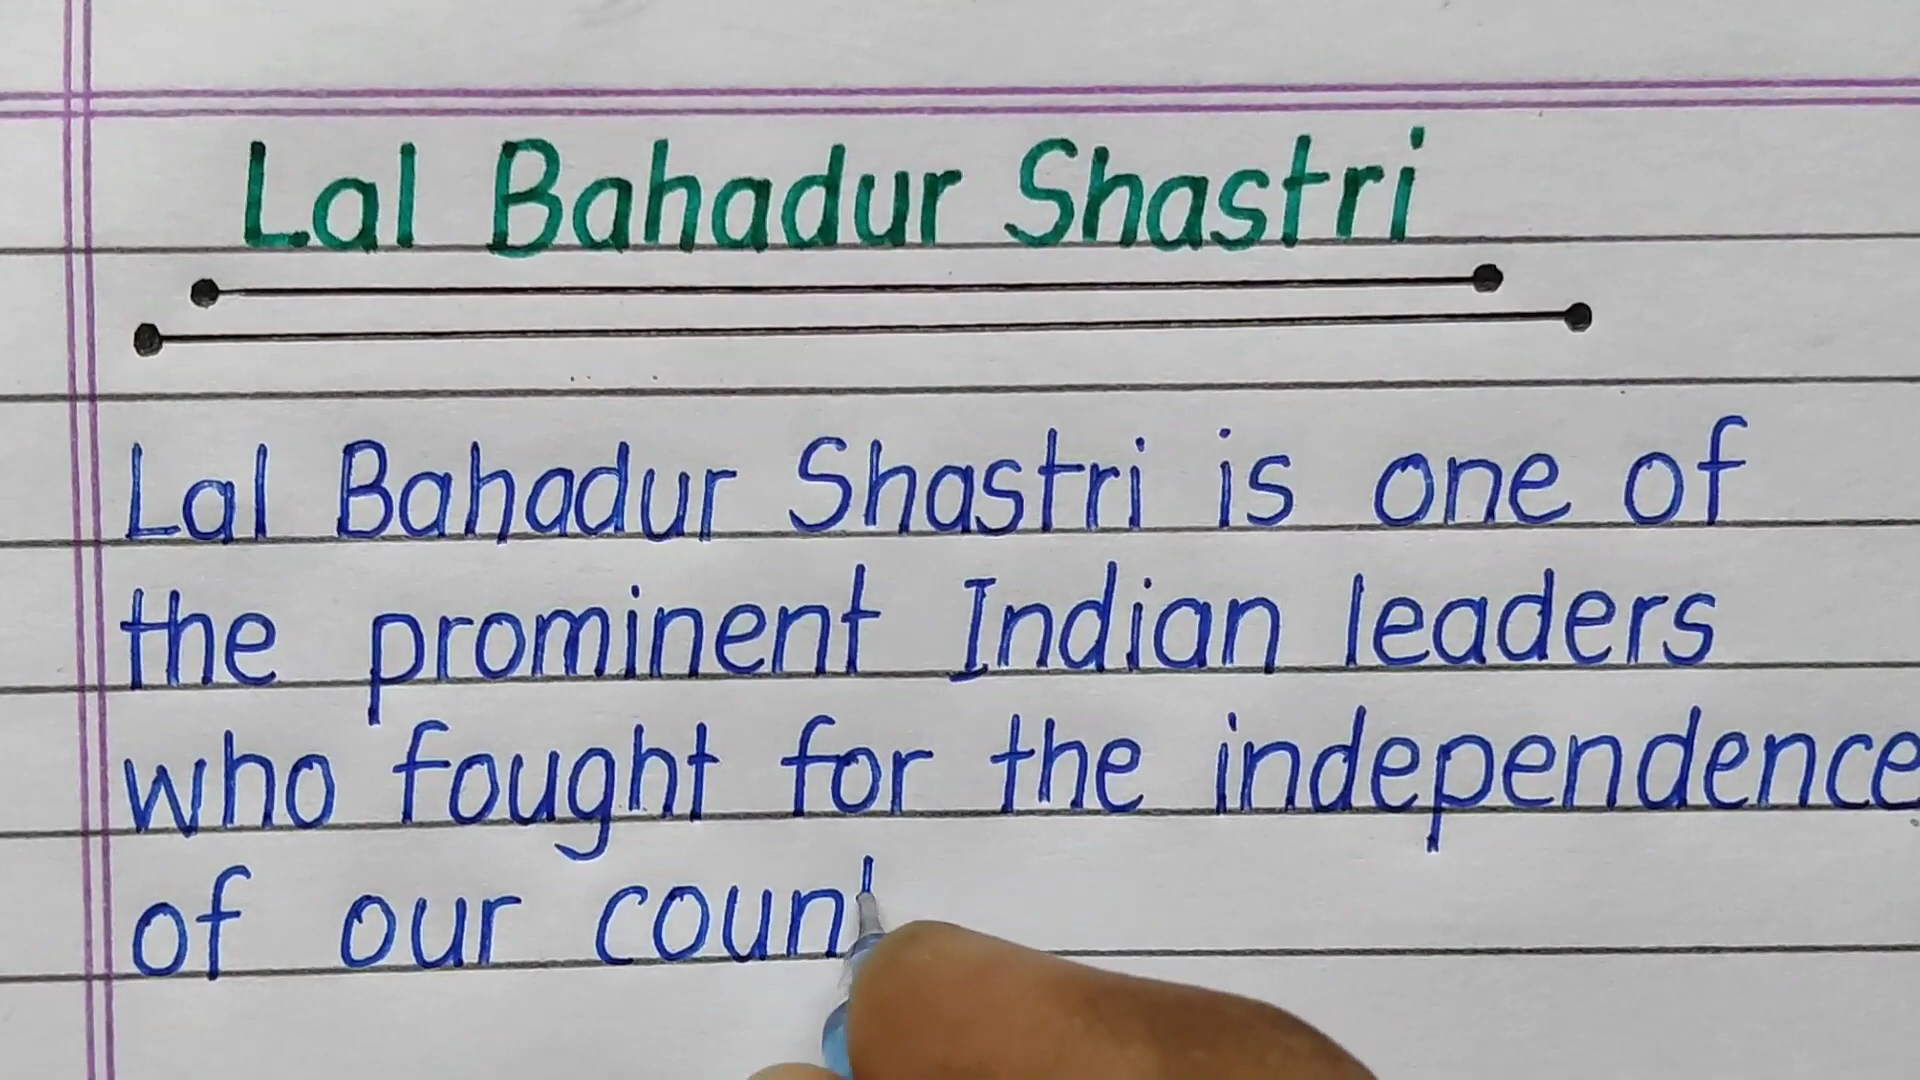 Lal Bahadur Shastri
Lal Bahadur Shastri is one of
the prominent Indian leaders
who fought for the independence
of our coun